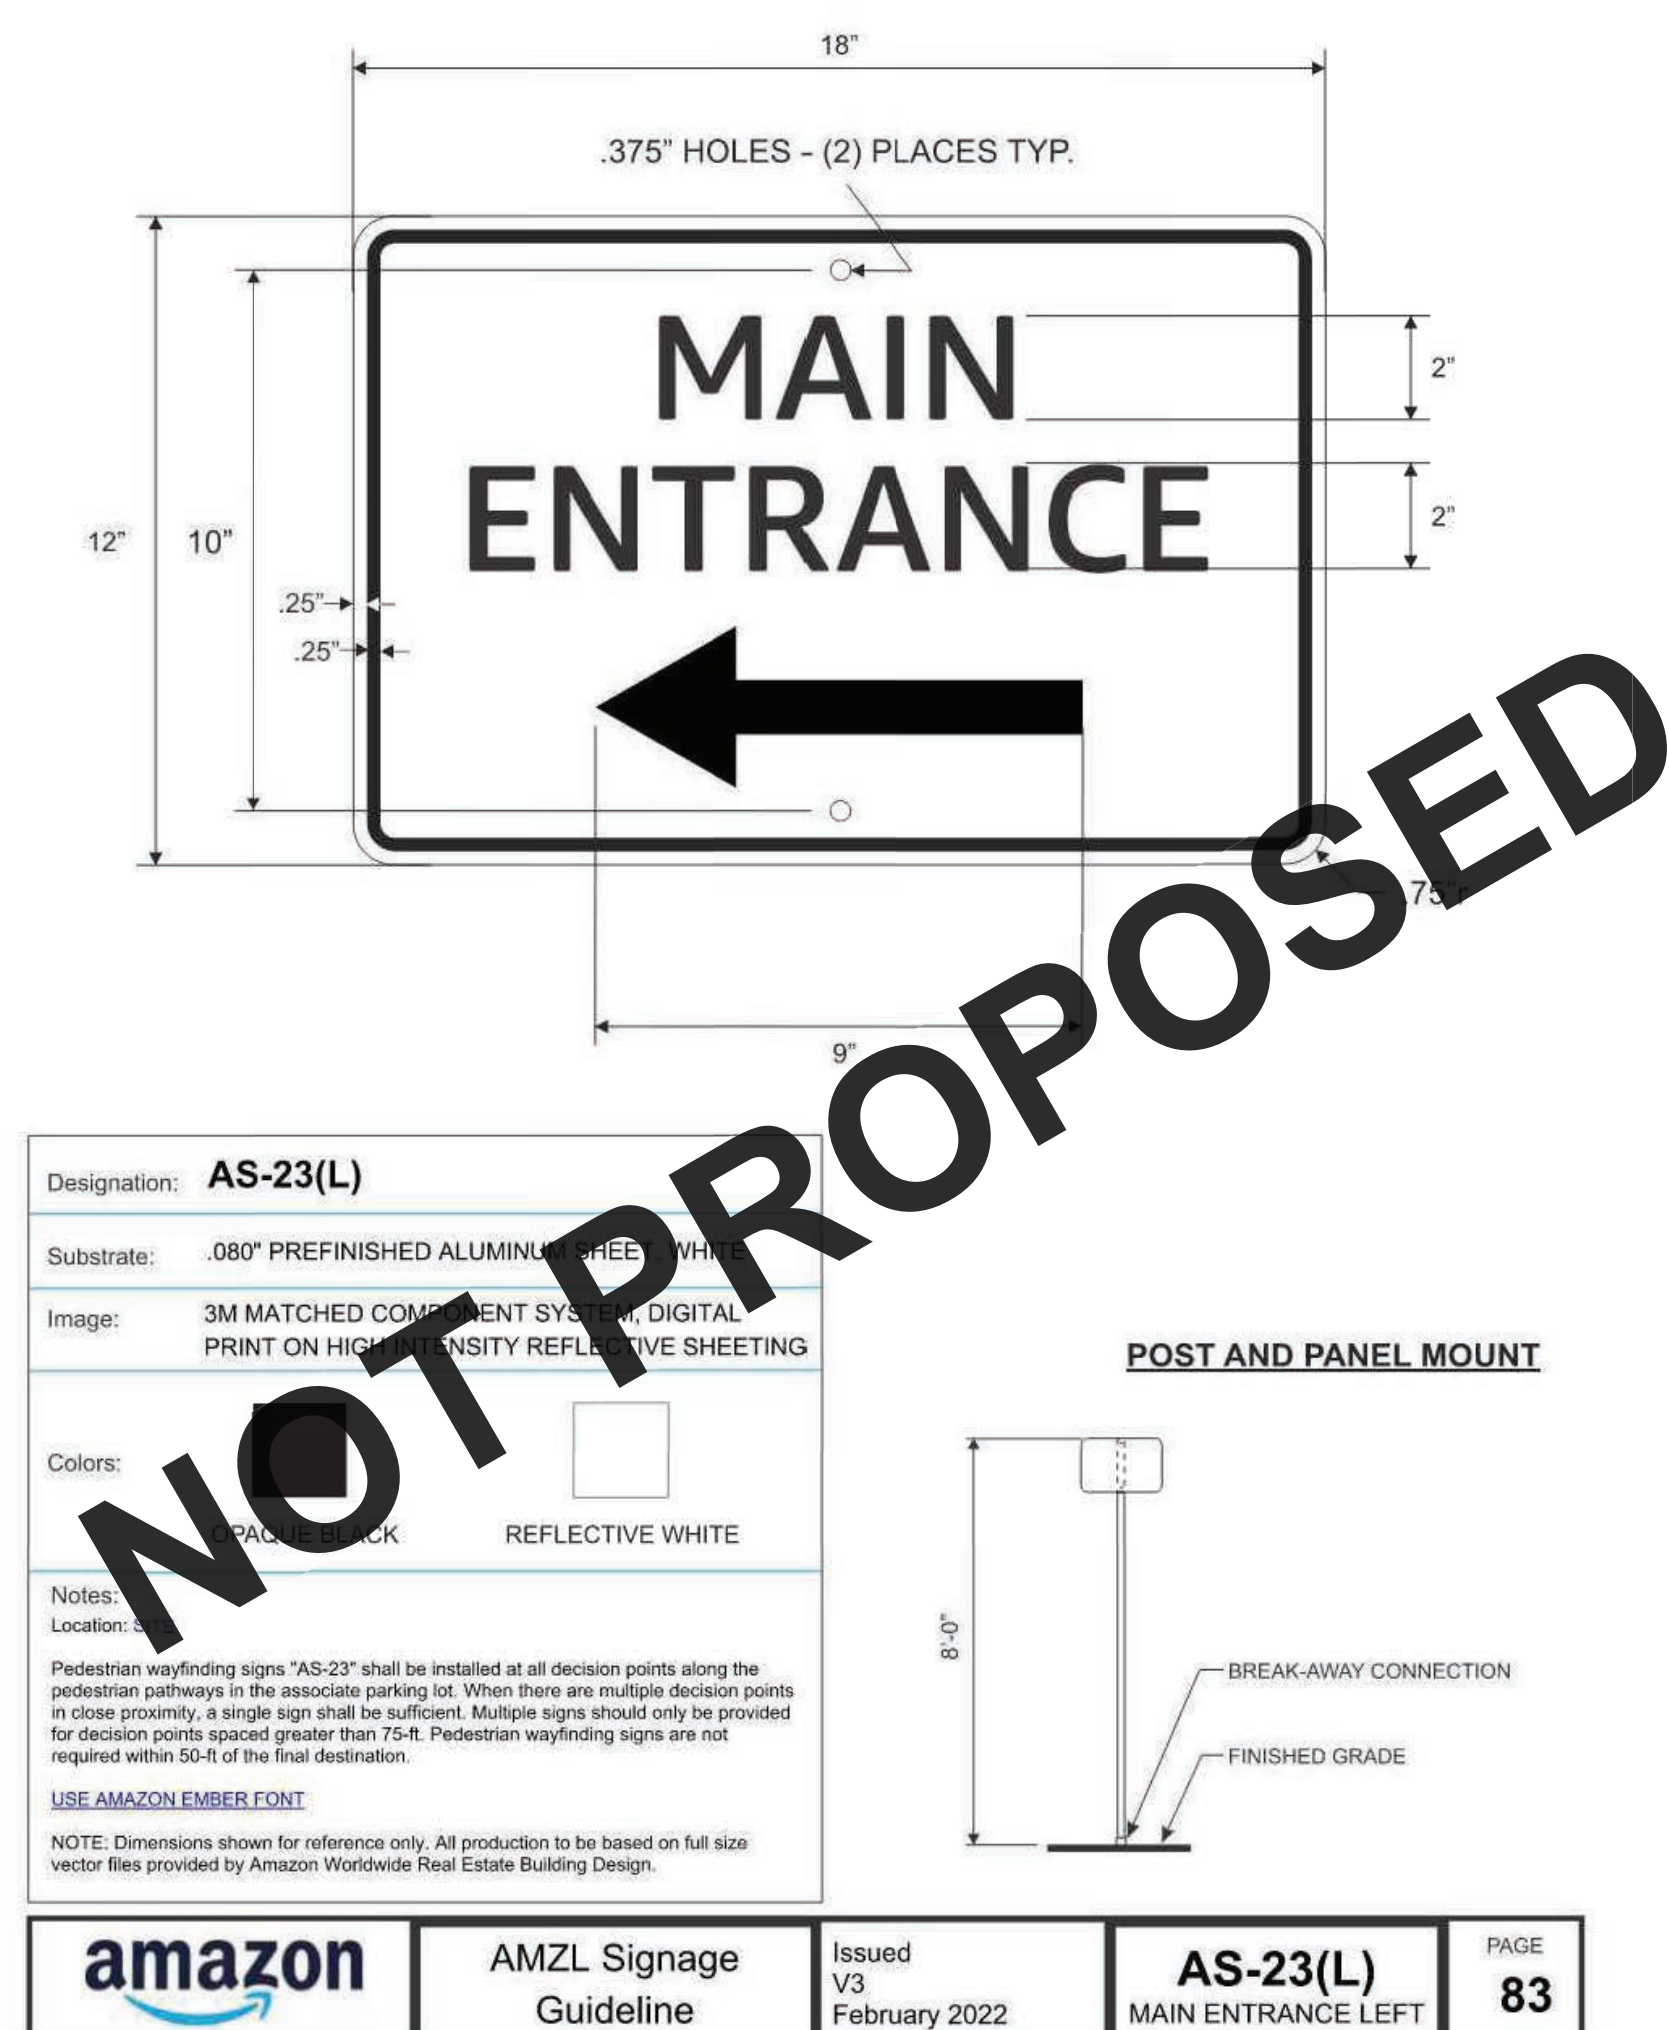 18”
.375” HOLES - (2) PLACES TYP.
MAIN
ENTRANCE
2”
2”
12”
10”
.25”
.25”
.75”r
9”
NOT PROPOSED
Designation: AS-23(L)
Substrate: .080" PREFINISHED ALUMINUM SHEET, WHITE
Image: 3M MATCHED COMPONENT SYSTEM, DIGITAL
PRINT ON HIGH INTENSITY REFLECTIVE SHEETING
Colors:
OPAQUE BLACK REFLECTIVE WHITE
Notes:
Location: SITE
Pedestrian wayfinding signs "AS-23" shall be installed at all decision points along the
pedestrian pathways in the associate parking lot. When there are multiple decision points
in close proximity, a single sign shall be sufficient. Multiple signs should only be provided
for decision points spaced greater than 75-ft. Pedestrian wayfinding signs are not
required within 50-ft of the final destination.
USE AMAZON EMBER FONT
NOTE: Dimensions shown for reference only. All production to be based on full size
vector files provided by Amazon Worldwide Real Estate Building Design.
POST AND PANEL MOUNT
8'-0"
BREAK-AWAY CONNECTION
FINISHED GRADE
amazon
AMZL Signage
Guideline
Issued
V3
February 2022
AS-23(L)
MAIN ENTRANCE LEFT
PAGE
83